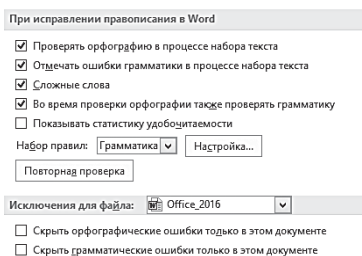 При исправлении правописания в Word
Проверять орфографию в процессе набора текста
Отмечать ошибки грамматики в процессе набора текста
Сложные слова
Во время проверки орфографии также проверять грамматику
Показывать статистику удобочитаемости
Набор правил: Грамматика Настройка...
Повторная проверка
Исключения для файла: Office_2016
Скрыть орфографические ошибки только в этом документе
Скрыть грамматические ошибки только в этом документе